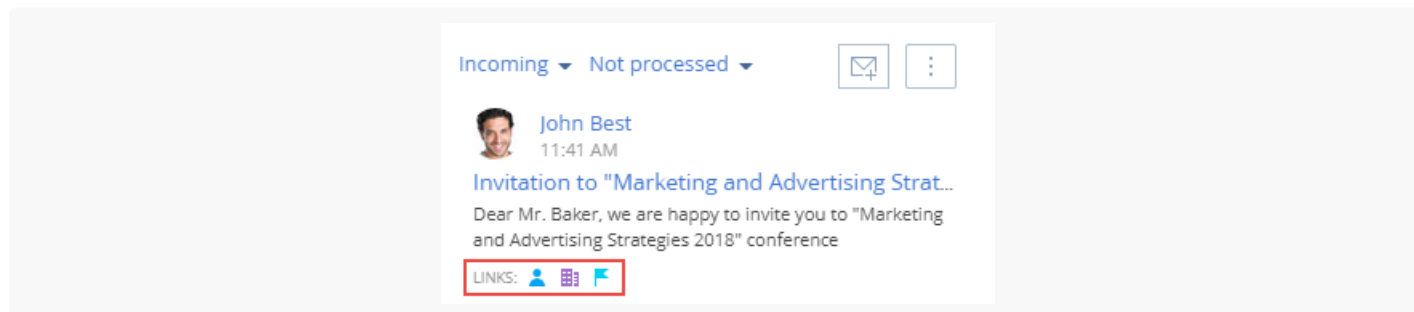 Incoming Not processed
John Best
11:41 AM
Invitation to "Marketing and Advertising Strat...
Dear Mr. Baker, we are happy to invite you to "Marketing
and Advertising Strategies 2018" conference
LINKS: